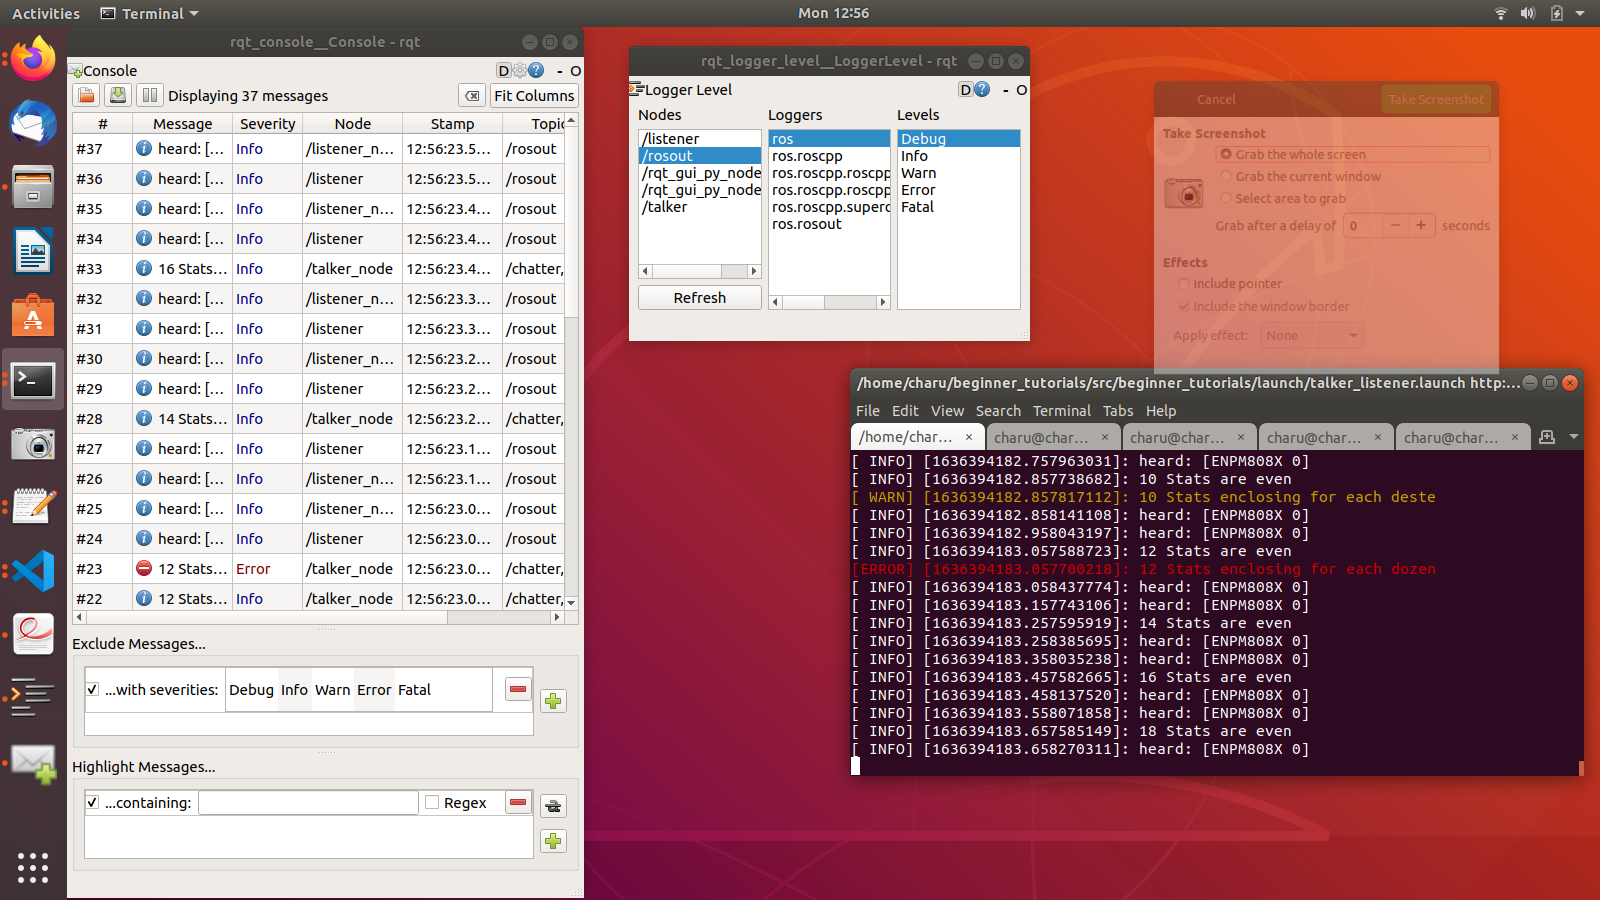 Activities
Terminal
Mon 12:56
rqt_console__Console - rqt
Console
D
- O
Displaying 37 messages
Fit Columns
# Message Severity Node Stamp Topic
#37 heard: [... Info /listener_n... 12:56:23.5... /rosout
#36 heard: [... Info /listener 12:56:23.5... /rosout
#35 heard: [... Info /listener_n... 12:56:23.4... /rosout
#34 heard: [... Info /listener 12:56:23.4... /rosout
#33 16 Stats... Info /talker_node 12:56:23.4... /chatter,
#32 heard: [... Info /listener_n... 12:56:23.3... /rosout
#31 heard: [... Info /listener 12:56:23.3... /rosout
#30 heard: [... Info /listener_n... 12:56:23.2... /rosout
#29 heard: [... Info /listener 12:56:23.2... /rosout
#28 14 Stats... Info /talker_node 12:56:23.2... /chatter,
#27 heard: [... Info /listener_n... 12:56:23.1... /rosout
#26 heard: [... Info /listener 12:56:23.1... /rosout
#25 heard: [... Info /listener_n... 12:56:23.0... /rosout
#24 heard: [... Info /listener 12:56:23.0... /rosout
#23 12 Stats... Error /talker_node 12:56:23.0... /chatter,
#22 12 Stats... Info /talker_node 12:56:23.0... /chatter,
Exclude Messages...
...with severities: Debug Info Warn Error Fatal
Highlight Messages...
...containing:
Regex
rqt_logger_level__LoggerLevel - rqt
Logger Level
D
- O
Nodes
/listener
/rosout
/rqt_gui_py_node
/rqt_gui_py_node
/talker
Refresh
Loggers
ros
ros.roscpp
ros.roscpp.roscpp
ros.roscpp.roscpp
ros.roscpp.superc
ros.rosout
Levels
Debug
Info
Warn
Error
Fatal
Cancel
Take Screenshot
Take Screenshot
Grab the whole screen
Grab the current window
Select area to grab
Grab after a delay of 0 − + seconds
Effects
Include pointer
Include the window border
Apply effect: None
/home/charu/beginner_tutorials/src/beginner_tutorials/launch/talker_listener.launch http:...
File Edit View Search Terminal Tabs Help
/home/char... × charu@char... × charu@char... × charu@char... × charu@char... ×
[ INFO] [1636394182.757963031]: heard: [ENPM808X 0]
[ INFO] [1636394182.857738682]: 10 Stats are even
[ WARN] [1636394182.857817112]: 10 Stats enclosing for each deste
[ INFO] [1636394182.858141108]: heard: [ENPM808X 0]
[ INFO] [1636394182.958043197]: heard: [ENPM808X 0]
[ INFO] [1636394183.057588723]: 12 Stats are even
[ERROR] [1636394183.057700218]: 12 Stats enclosing for each dozen
[ INFO] [1636394183.058437774]: heard: [ENPM808X 0]
[ INFO] [1636394183.157743106]: heard: [ENPM808X 0]
[ INFO] [1636394183.257595919]: 14 Stats are even
[ INFO] [1636394183.258385695]: heard: [ENPM808X 0]
[ INFO] [1636394183.358035238]: heard: [ENPM808X 0]
[ INFO] [1636394183.457582665]: 16 Stats are even
[ INFO] [1636394183.458137520]: heard: [ENPM808X 0]
[ INFO] [1636394183.558071858]: heard: [ENPM808X 0]
[ INFO] [1636394183.657585149]: 18 Stats are even
[ INFO] [1636394183.658270311]: heard: [ENPM808X 0]